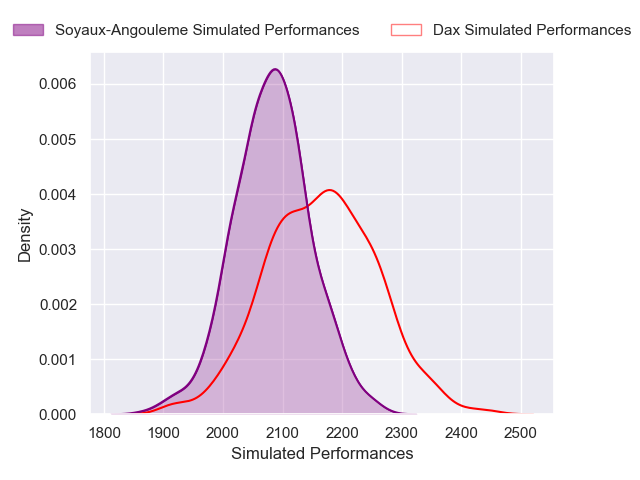 Soyaux-Angouleme Simulated Performances
Dax Simulated Performances
0.006
0.005
0.004
0.003
0.002
0.001
0.000
Density
1800 1900 2000 2100 2200 2300 2400 2500
Simulated Performances